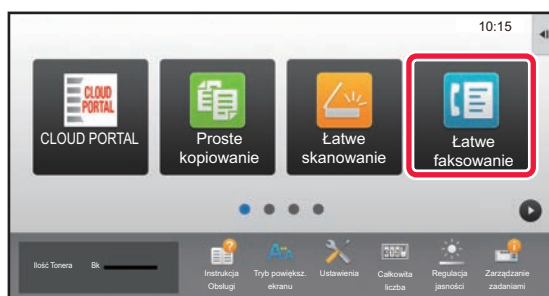 10:15
CLOUD
PORTAL
CLOUD PORTAL
Proste
kopiowanie
Łatwe
skanowanie
Łatwe
faksowanie
Ilość Tonera
Bk
Instrukcja
Obsługi
Tryb powiększ.
ekranu
Ustawienia
Całkowita
liczba
Regulacja
jasności
Zarządzanie
zadaniami